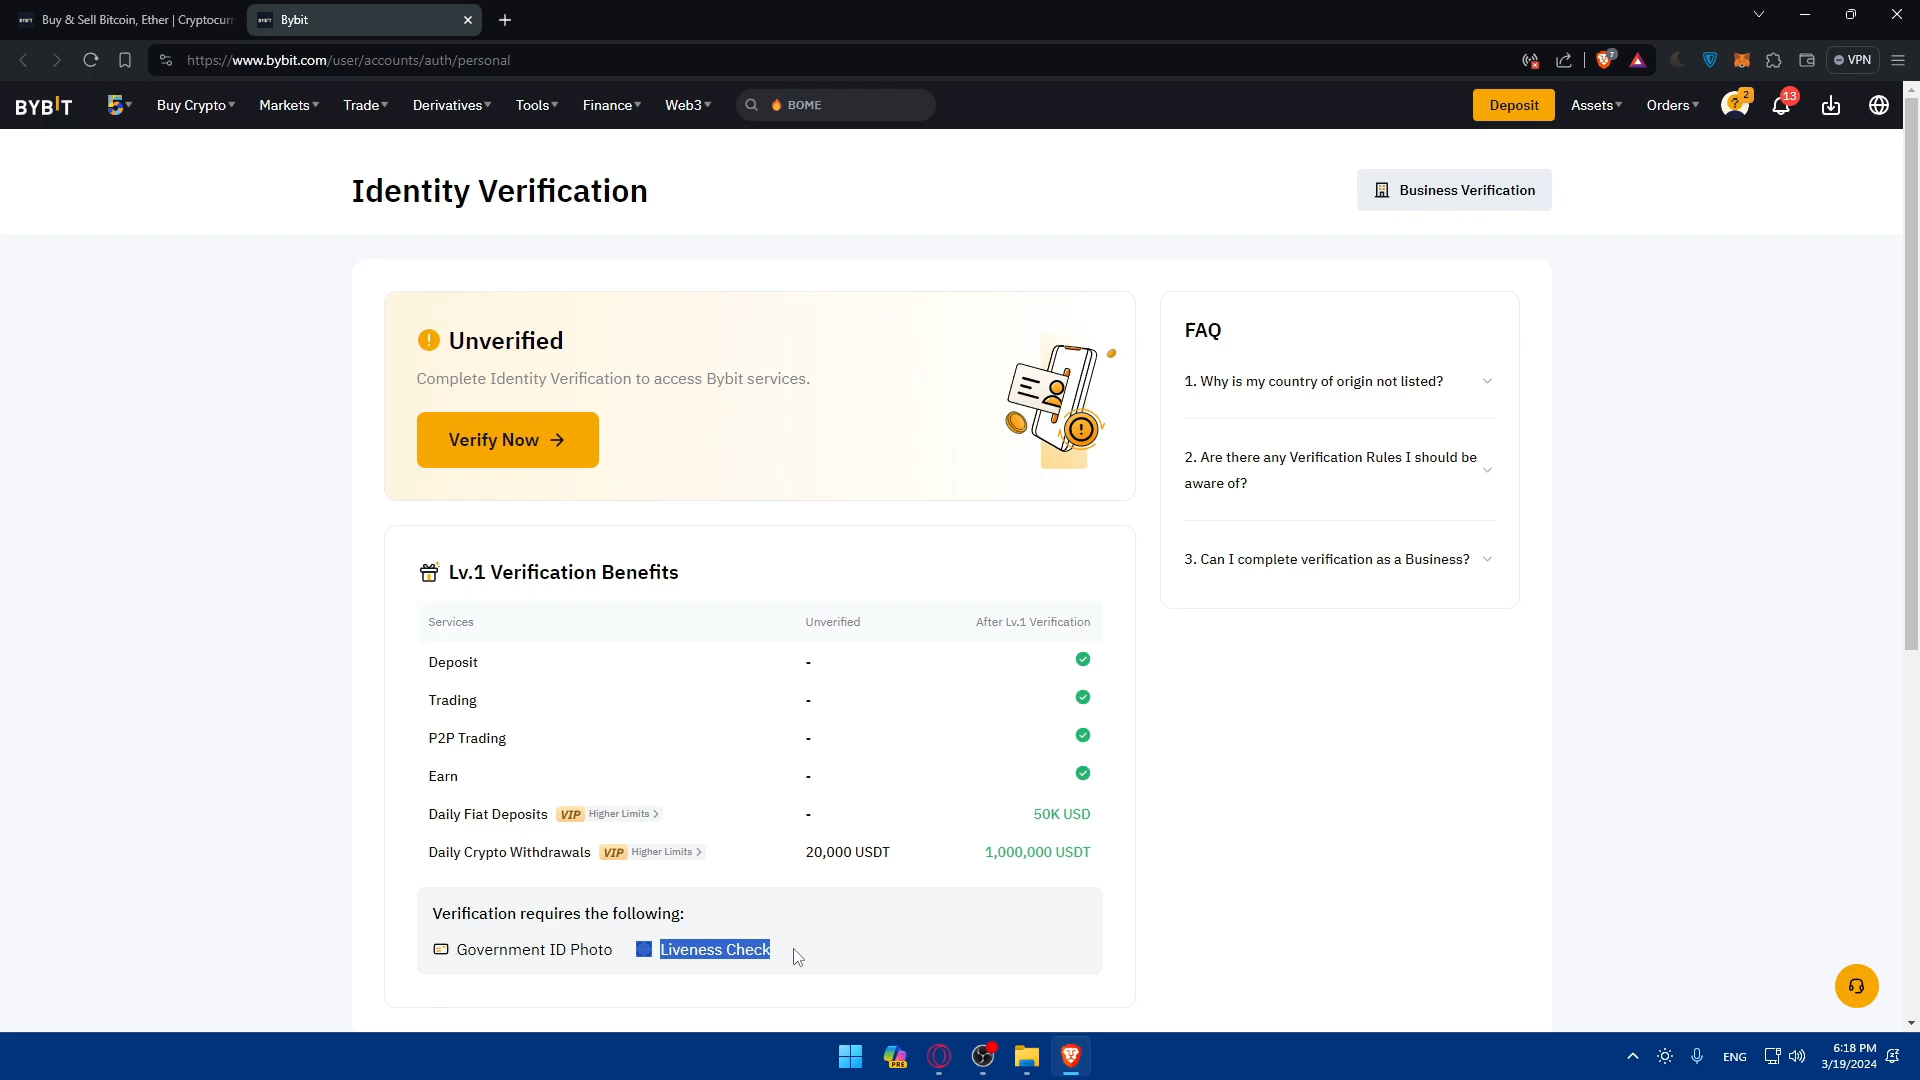 Buy & Sell Bitcoin, Ether | Cryptocurr
Bybit
https://www.bybit.com/user/accounts/auth/personal
7
VPN
BYBIT
Buy Crypto
Markets
Trade
Derivatives
Tools
Finance
Web3
BOME
Deposit
Assets
Orders
2
13
Identity Verification
Business Verification
Unverified
Complete Identity Verification to access Bybit services.
Verify Now
FAQ
1. Why is my country of origin not listed?
2. Are there any Verification Rules I should be
aware of?
3. Can I complete verification as a Business?
Lv.1 Verification Benefits
Services Unverified After Lv.1 Verification
Deposit -
Trading -
P2P Trading -
Earn -
Daily Fiat Deposits VIP Higher Limits > - 50K USD
Daily Crypto Withdrawals VIP Higher Limits > 20,000 USDT 1,000,000 USDT
Verification requires the following:
Government ID Photo Liveness Check
PRE
ENG
6:18 PM
3/19/2024